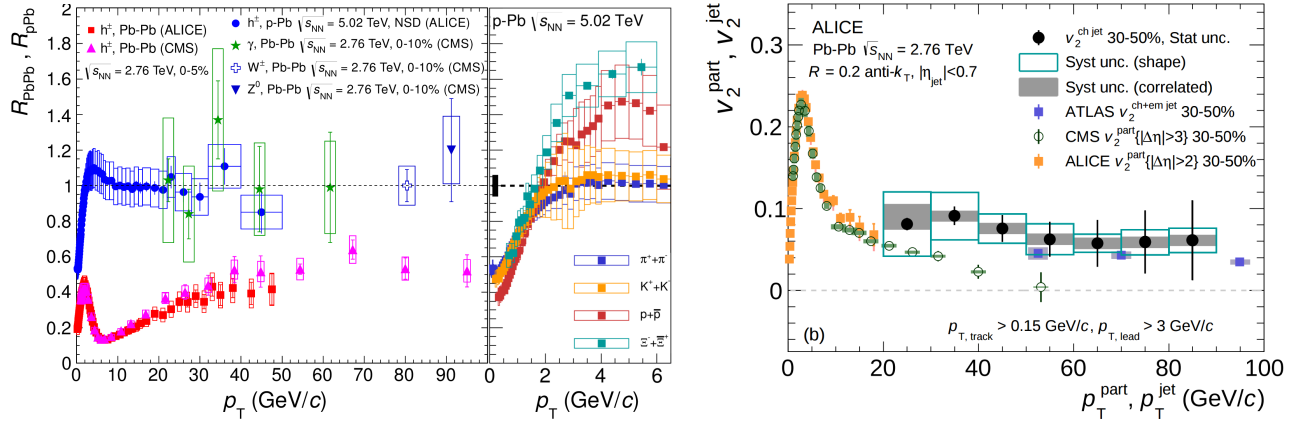 R_PbPb, R_pPb
2
1.8
1.6
1.4
1.2
1
0.8
0.6
0.4
0.2
0
h±, Pb-Pb (ALICE)
h±, Pb-Pb (CMS)
√s_NN = 2.76 TeV, 0-5%
h±, p-Pb √s_NN = 5.02 TeV, NSD (ALICE)
γ, Pb-Pb √s_NN = 2.76 TeV, 0-10% (CMS)
W±, Pb-Pb √s_NN = 2.76 TeV, 0-10% (CMS)
Z⁰, Pb-Pb √s_NN = 2.76 TeV, 0-10% (CMS)
0 10 20 30 40 50 60 70 80 90
p_T (GeV/c)
p-Pb √s_NN = 5.02 TeV
π⁺+π⁻
K⁺+K⁻
p+p̄
Ξ⁻+Ξ̄⁺
0 2 4 6
p_T (GeV/c)
v₂^part, v₂^jet
0.3
0.2
0.1
0
ALICE
Pb-Pb √s_NN = 2.76 TeV
R = 0.2 anti-k_T, |η_jet|<0.7
v₂^ch jet 30-50%, Stat unc.
Syst unc. (shape)
Syst unc. (correlated)
ATLAS v₂^ch+em jet 30-50%
CMS v₂^part{|Δη|>3} 30-50%
ALICE v₂^part{|Δη|>2} 30-50%
(b)
p_T, track > 0.15 GeV/c, p_T, lead > 3 GeV/c
0 20 40 60 80 100
p_T^part, p_T^jet (GeV/c)